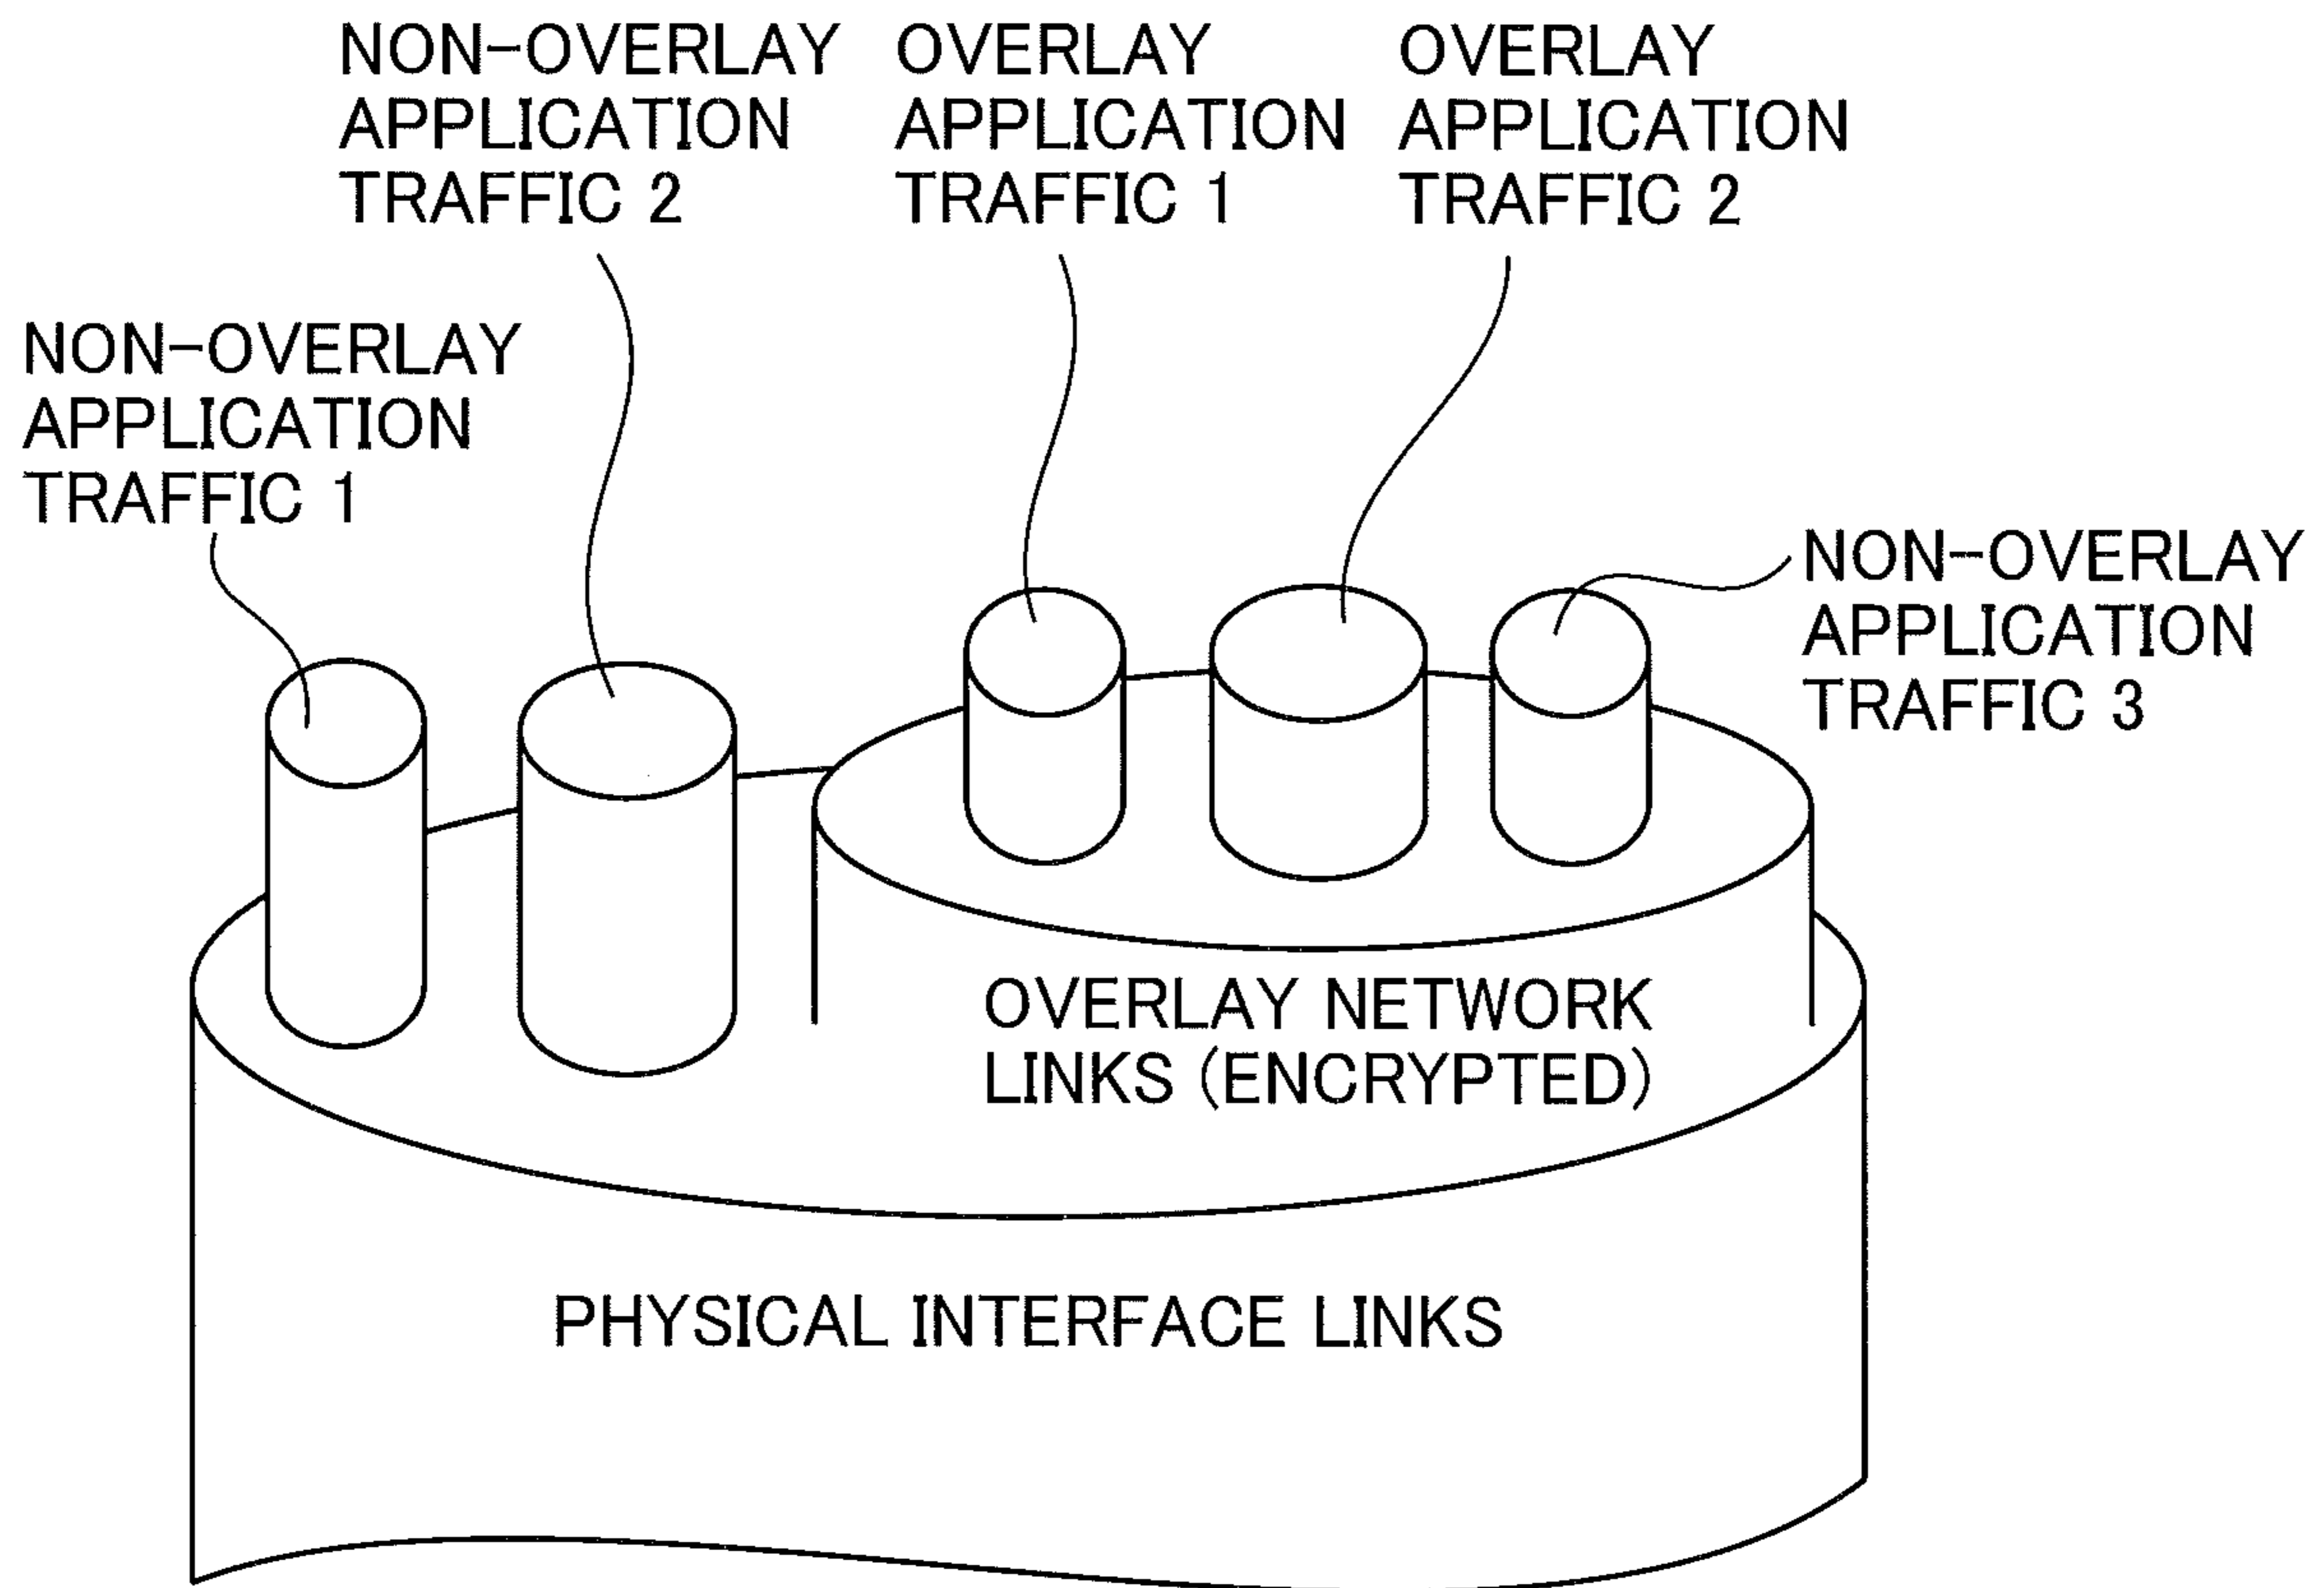 NON-OVERLAY
APPLICATION
TRAFFIC 2
OVERLAY
APPLICATION
TRAFFIC 1
OVERLAY
APPLICATION
TRAFFIC 2
NON-OVERLAY
APPLICATION
TRAFFIC 1
NON-OVERLAY
APPLICATION
TRAFFIC 3
OVERLAY NETWORK
LINKS (ENCRYPTED)
PHYSICAL INTERFACE LINKS